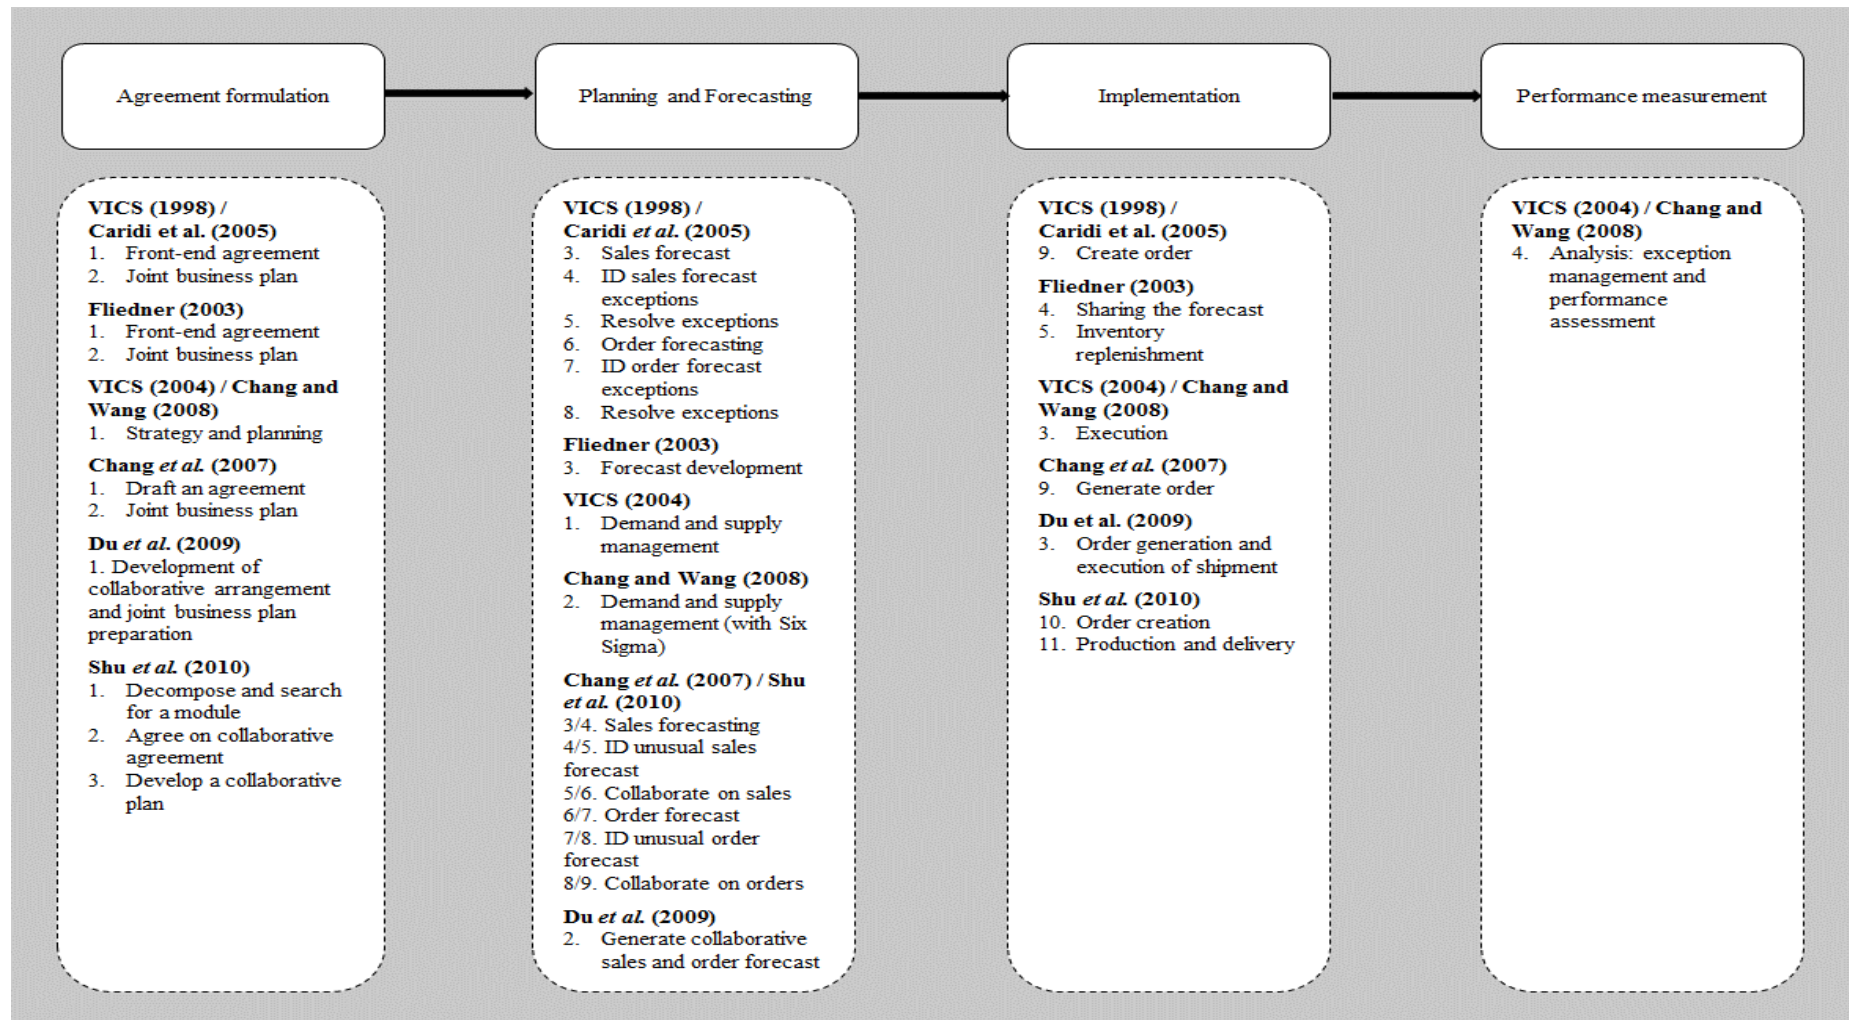 Agreement formulation
Planning and Forecasting
Implementation
Performance measurement
VICS (1998) /
Caridi et al. (2005)
1. Front-end agreement
2. Joint business plan
Fliedner (2003)
1. Front-end agreement
2. Joint business plan
VICS (2004) / Chang and
Wang (2008)
1. Strategy and planning
Chang et al. (2007)
1. Draft an agreement
2. Joint business plan
Du et al. (2009)
1. Development of
collaborative arrangement
and joint business plan
preparation
Shu et al. (2010)
1. Decompose and search
for a module
2. Agree on collaborative
agreement
3. Develop a collaborative
plan
VICS (1998) /
Caridi et al. (2005)
3. Sales forecast
4. ID sales forecast
exceptions
5. Resolve exceptions
6. Order forecasting
7. ID order forecast
exceptions
8. Resolve exceptions
Fliedner (2003)
3. Forecast development
VICS (2004)
1. Demand and supply
management
Chang and Wang (2008)
2. Demand and supply
management (with Six
Sigma)
Chang et al. (2007) / Shu
et al. (2010)
3/4. Sales forecasting
4/5. ID unusual sales
forecast
5/6. Collaborate on sales
6/7. Order forecast
7/8. ID unusual order
forecast
8/9. Collaborate on orders
Du et al. (2009)
2. Generate collaborative
sales and order forecast
VICS (1998) /
Caridi et al. (2005)
9. Create order
Fliedner (2003)
4. Sharing the forecast
5. Inventory
replenishment
VICS (2004) / Chang and
Wang (2008)
3. Execution
Chang et al. (2007)
9. Generate order
Du et al. (2009)
3. Order generation and
execution of shipment
Shu et al. (2010)
10. Order creation
11. Production and delivery
VICS (2004) / Chang and
Wang (2008)
4. Analysis: exception
management and
performance
assessment